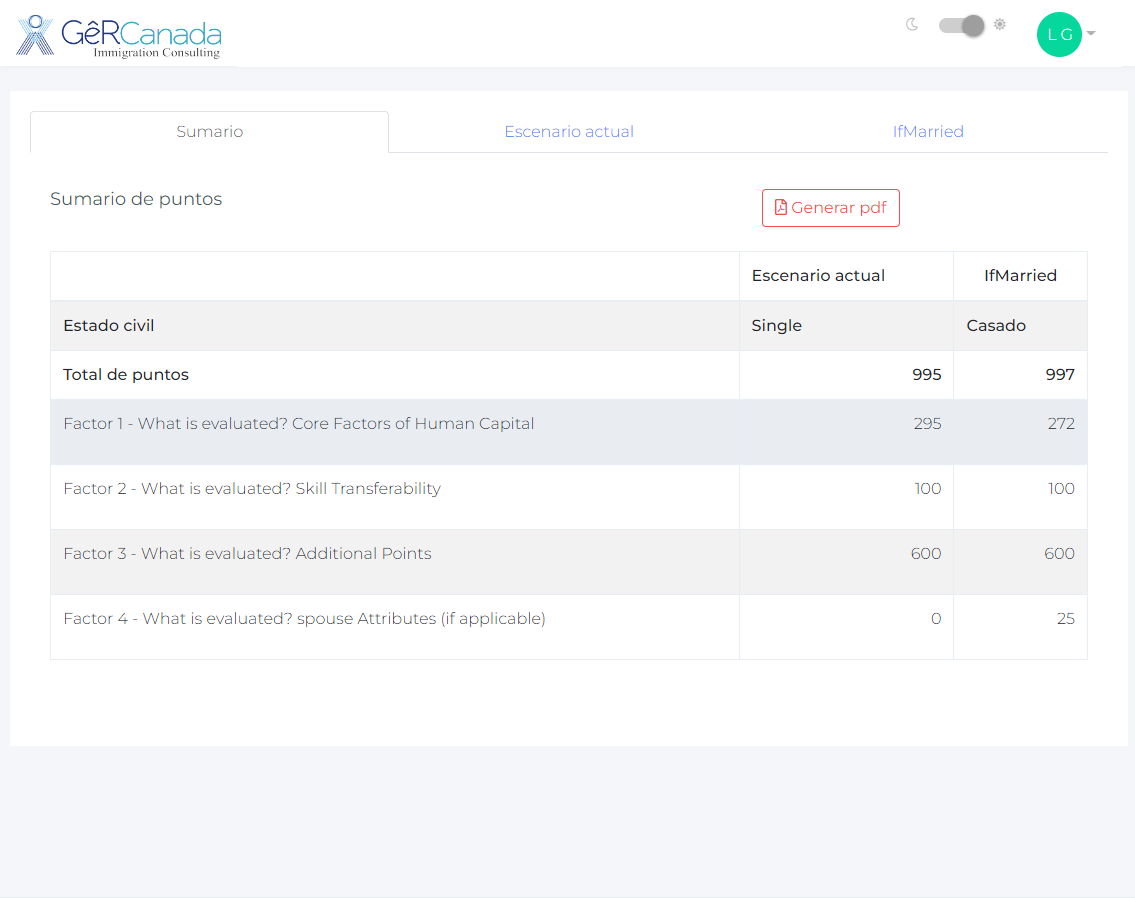 GêRCanada
Immigration Consulting
L G
Sumario
Escenario actual
IfMarried
Sumario de puntos
Generar pdf
Escenario actual IfMarried
Estado civil Single Casado
Total de puntos 995 997
Factor 1 - What is evaluated? Core Factors of Human Capital 295 272
Factor 2 - What is evaluated? Skill Transferability 100 100
Factor 3 - What is evaluated? Additional Points 600 600
Factor 4 - What is evaluated? spouse Attributes (if applicable) 0 25